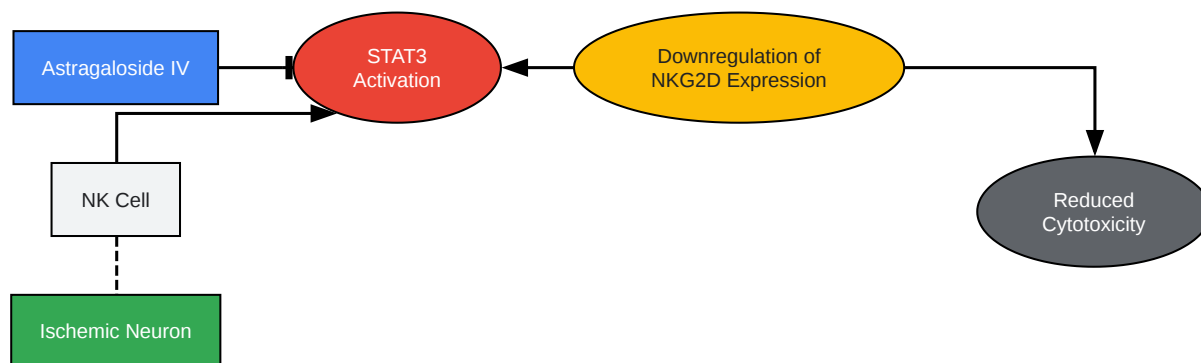 Astragaloside IV
STAT3
Activation
Downregulation of
NKG2D Expression
NK Cell
Reduced
Cytotoxicity
Ischemic Neuron